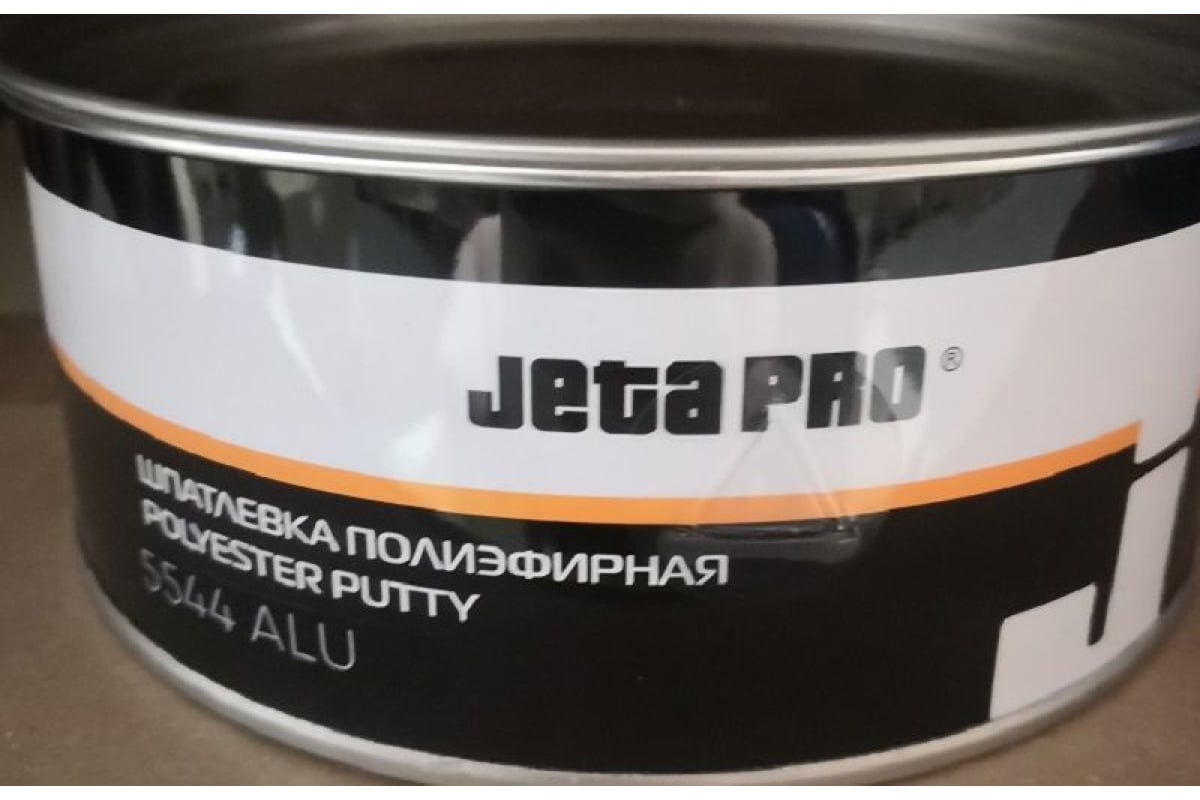 Jeta PRO ®
ШПАТЛЕВКА ПОЛИЭФИРНАЯ
POLYESTER PUTTY
5544 ALU